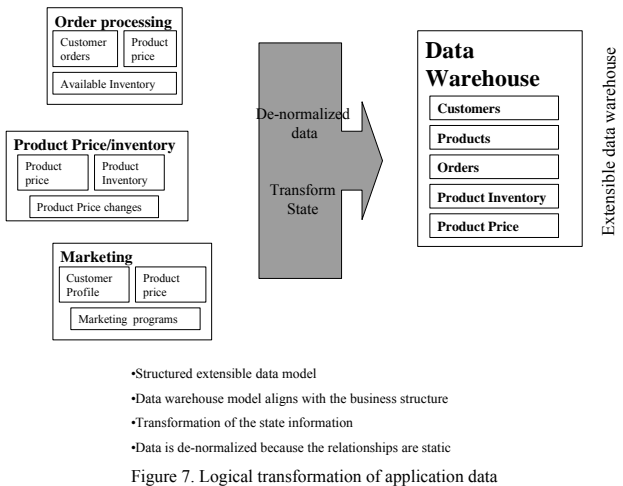 Order processing
Customer
orders
Product
price
Available Inventory
Product Price/inventory
Product
price
Product
Inventory
Product Price changes
Marketing
Customer
Profile
Product
price
Marketing programs
De-normalized
data
Transform
State
Data
Warehouse
Customers
Products
Orders
Product Inventory
Product Price
Extensible data warehouse
•Structured extensible data model
•Data warehouse model aligns with the business structure
•Transformation of the state information
•Data is de-normalized because the relationships are static
Figure 7. Logical transformation of application data